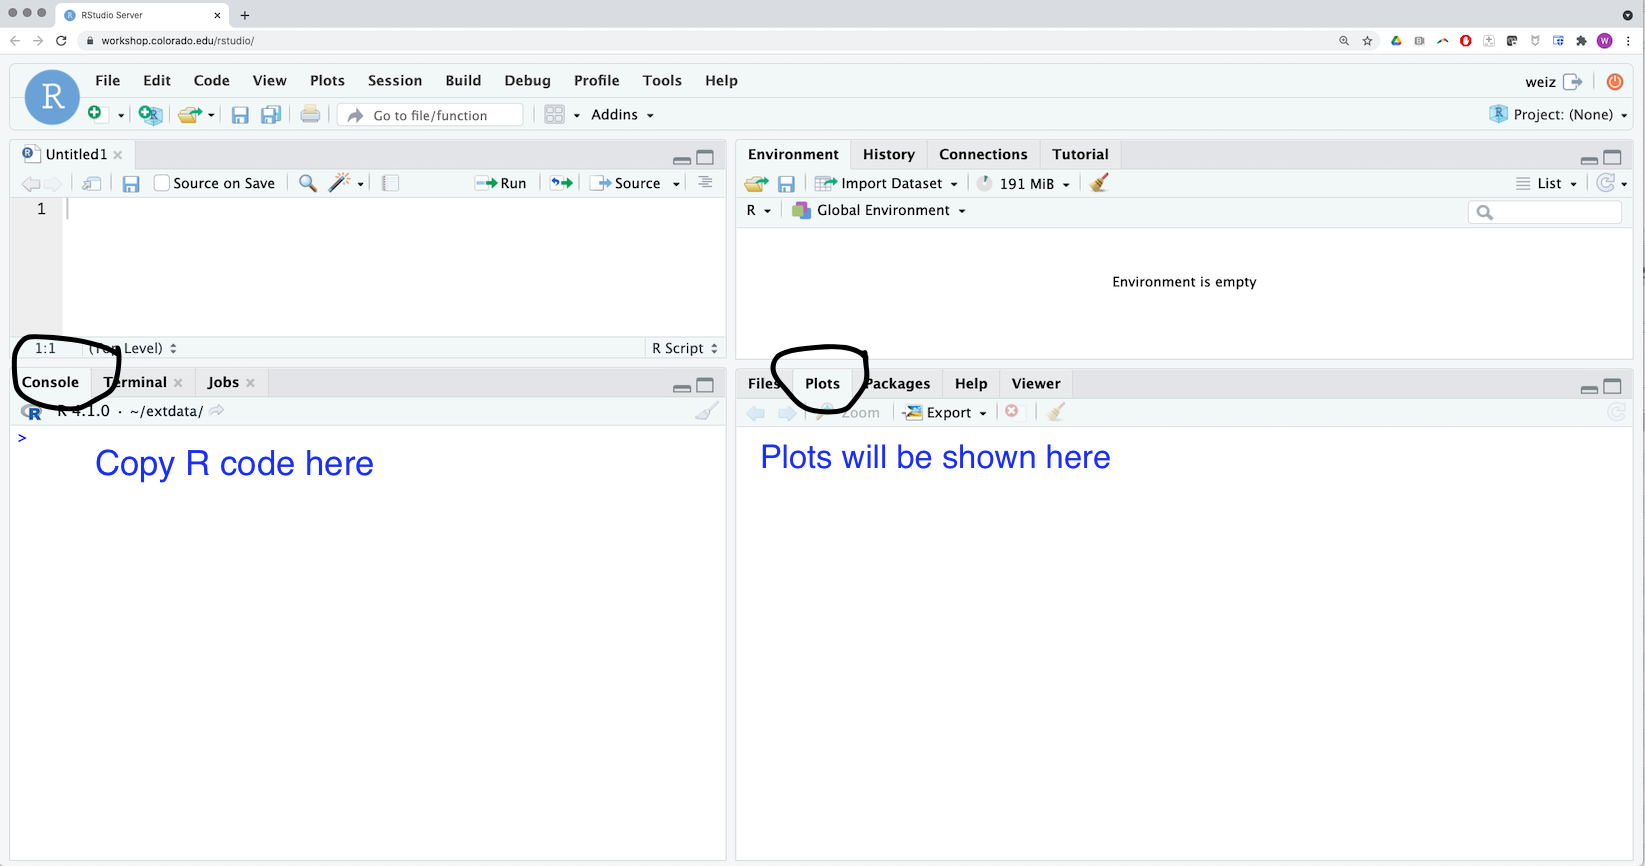 RStudio Server
workshop.colorado.edu/rstudio/
W
R
File Edit Code View Plots Session Build Debug Profile Tools Help
weiz
Go to file/function
Addins
Project: (None)
Untitled1
Source on Save
Run
Source
1
1:1
(Top Level)
R Script
Environment History Connections Tutorial
Import Dataset
191 MiB
List
R
Global Environment
Environment is empty
Console Terminal Jobs
R 4.1.0 · ~/extdata/
>
Copy R code here
Files Plots Packages Help Viewer
Zoom
Export
Plots will be shown here